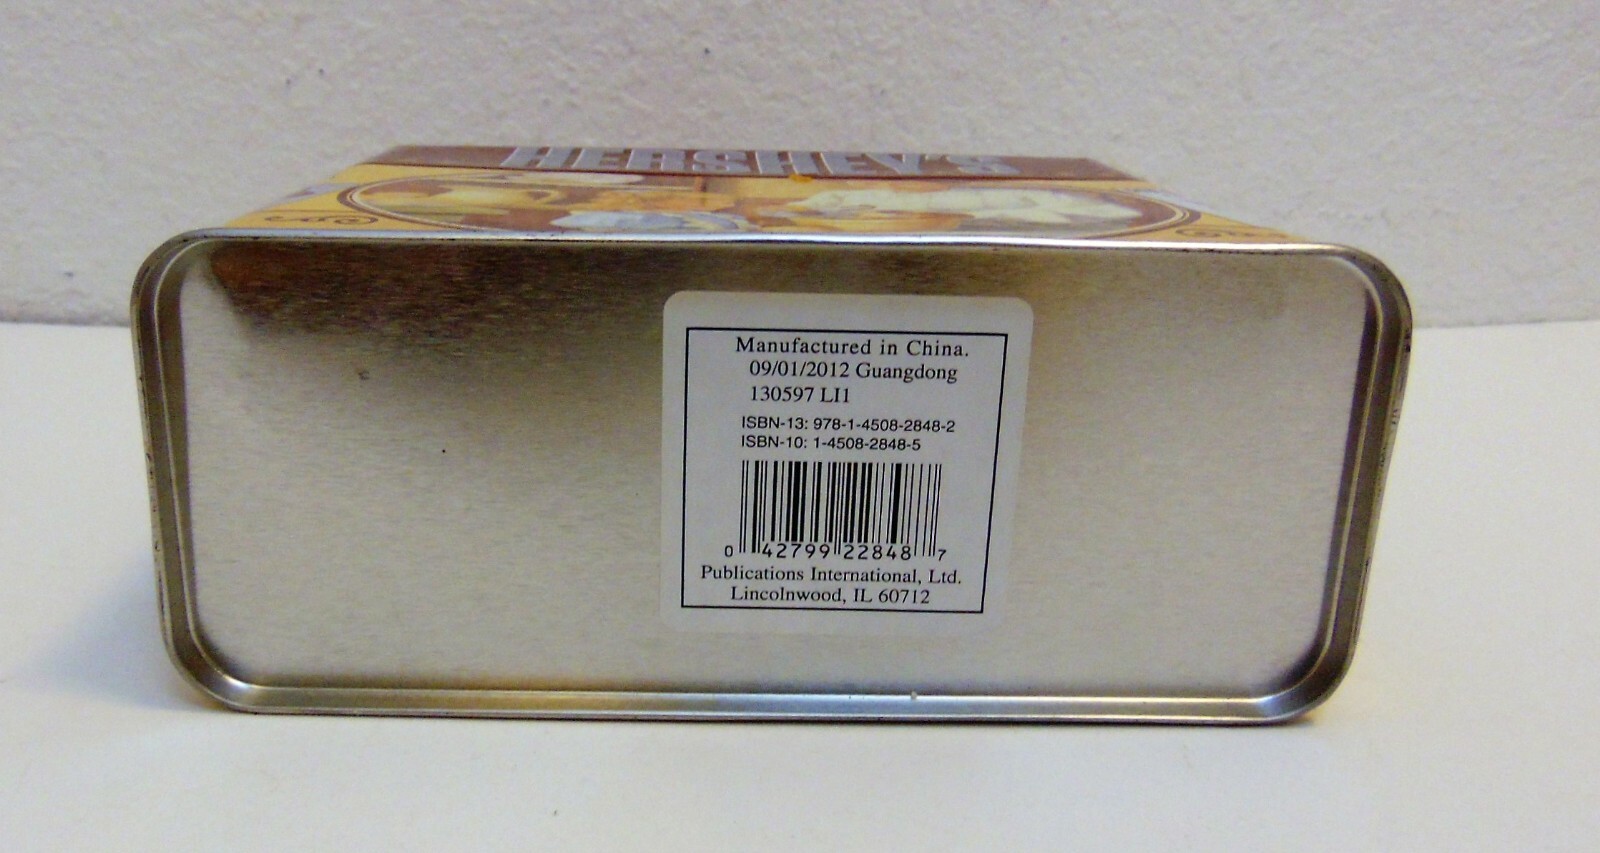 HERSHEY'S
Manufactured in China.
09/01/2012 Guangdong
130597 LI1
ISBN-13: 978-1-4508-2848-2
ISBN-10: 1-4508-2848-5
0 42799 22848 7
Publications International, Ltd.
Lincolnwood, IL 60712